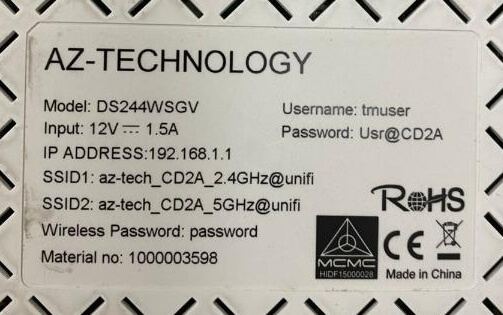 AZ-TECHNOLOGY
Model: DS244WSGV
Input: 12V ⎓ 1.5A
IP ADDRESS:192.168.1.1
SSID1: az-tech_CD2A_2.4GHz@unifi
SSID2: az-tech_CD2A_5GHz@unifi
Wireless Password: password
Material no: 1000003598
Username: tmuser
Password: Usr@CD2A
RoHS
MCMC
HIDF15000028
CE
Made in China